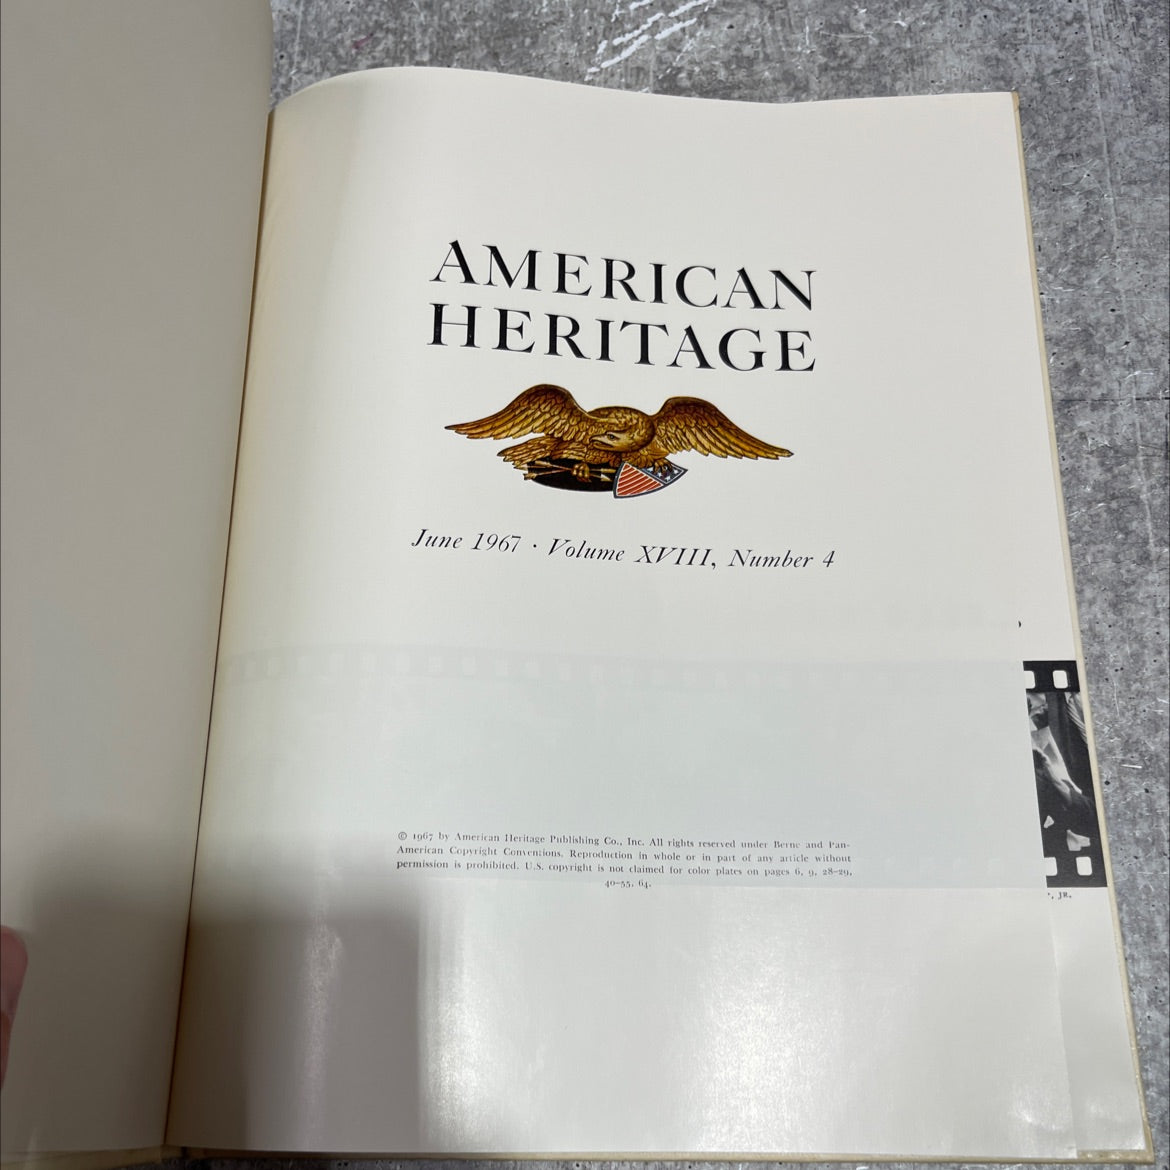 AMERICAN
HERITAGE
June 1967 · Volume XVIII, Number 4
© 1967 by American Heritage Publishing Co., Inc. All rights reserved under Berne and Pan-
American Copyright Conventions. Reproduction in whole or in part of any article without
permission is prohibited. U.S. copyright is not claimed for color plates on pages 6, 9, 28–29,
40–55, 64.
, JR.